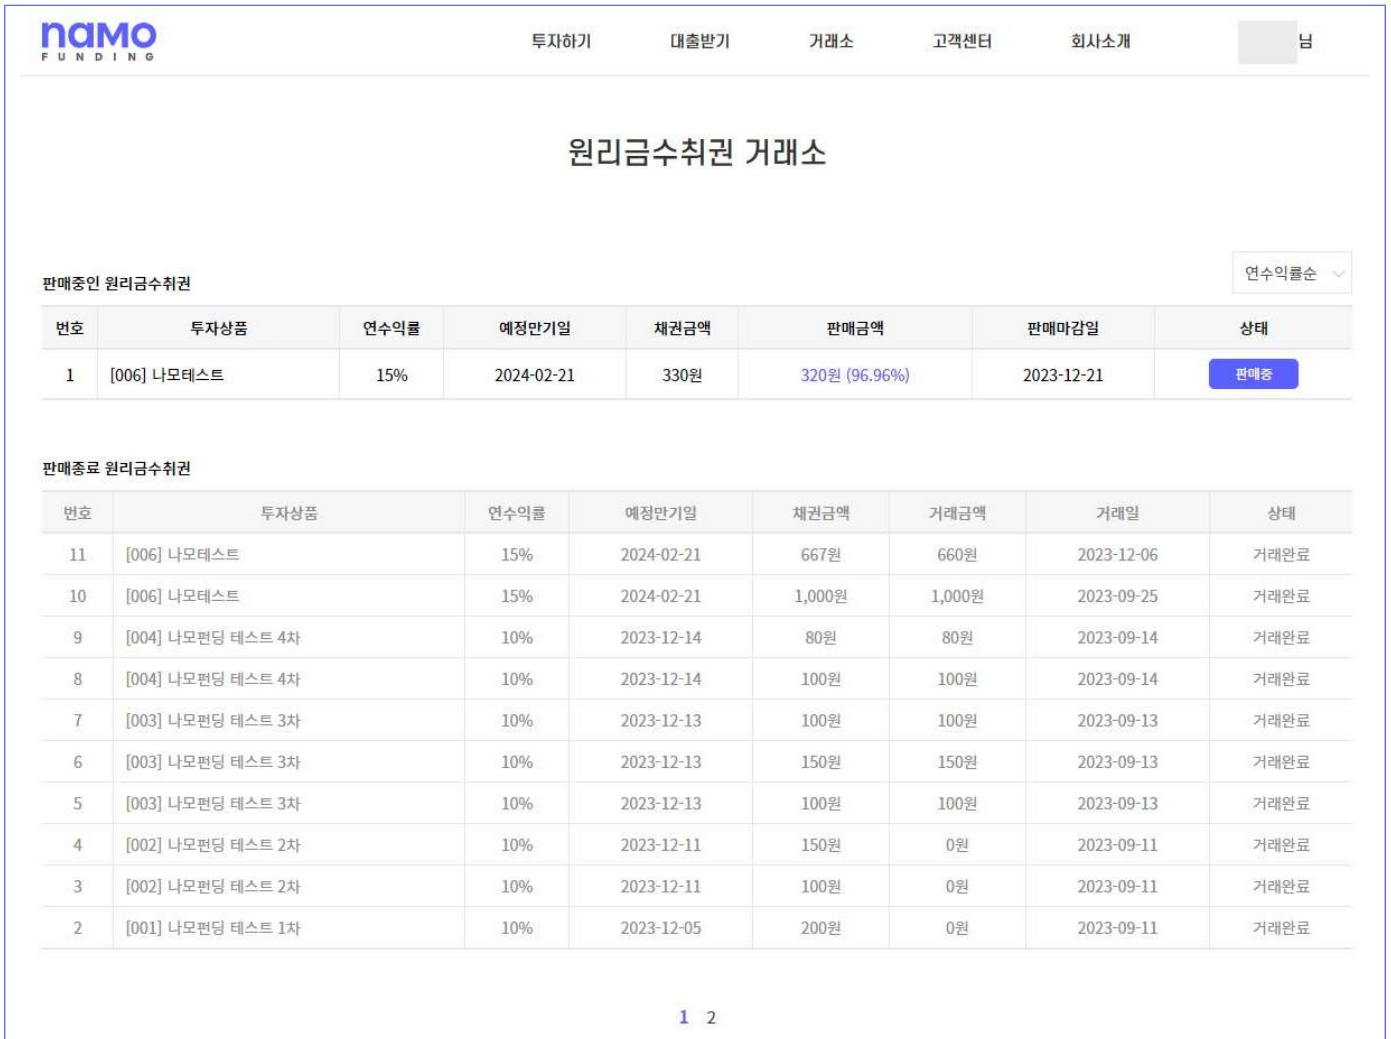 naMO
FUNDING
투자하기 대출받기 거래소 고객센터 회사소개 님
원리금수취권 거래소
연수익률순
판매중인 원리금수취권
번호 투자상품 연수익률 예정만기일 채권금액 판매금액 판매마감일 상태
1 [006] 나모테스트 15% 2024-02-21 330원 320원 (96.96%) 2023-12-21 판매중
판매종료 원리금수취권
번호 투자상품 연수익률 예정만기일 채권금액 거래금액 거래일 상태
11 [006] 나모테스트 15% 2024-02-21 667원 660원 2023-12-06 거래완료
10 [006] 나모테스트 15% 2024-02-21 1,000원 1,000원 2023-09-25 거래완료
9 [004] 나모펀딩 테스트 4차 10% 2023-12-14 80원 80원 2023-09-14 거래완료
8 [004] 나모펀딩 테스트 4차 10% 2023-12-14 100원 100원 2023-09-14 거래완료
7 [003] 나모펀딩 테스트 3차 10% 2023-12-13 100원 100원 2023-09-13 거래완료
6 [003] 나모펀딩 테스트 3차 10% 2023-12-13 150원 150원 2023-09-13 거래완료
5 [003] 나모펀딩 테스트 3차 10% 2023-12-13 100원 100원 2023-09-13 거래완료
4 [002] 나모펀딩 테스트 2차 10% 2023-12-11 150원 0원 2023-09-11 거래완료
3 [002] 나모펀딩 테스트 2차 10% 2023-12-11 100원 0원 2023-09-11 거래완료
2 [001] 나모펀딩 테스트 1차 10% 2023-12-05 200원 0원 2023-09-11 거래완료
1 2